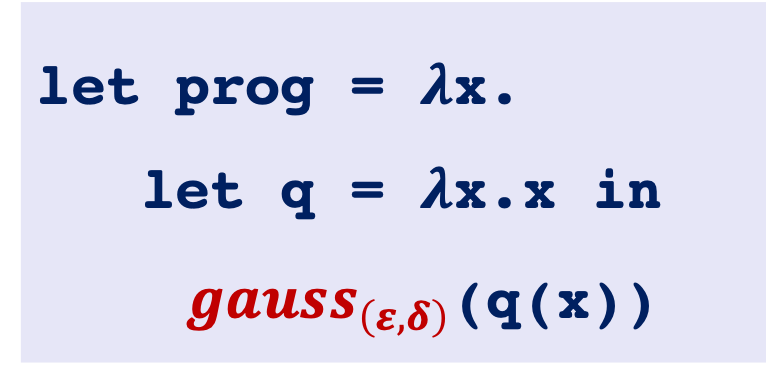 let prog = λx.
let q = λx.x in
gauss(ε,δ)(q(x))